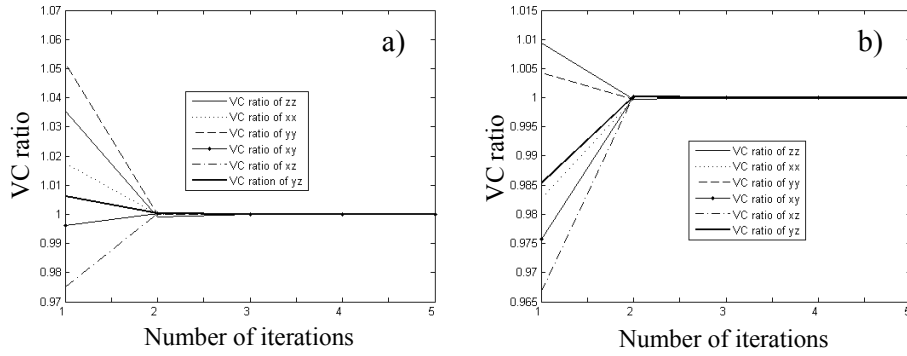 a)
1.06
1.05
1.04
1.03
1.02
1.01
1
0.99
0.98
0.97
1
2
3
4
5
VC ratio
Number of iterations
VC ratio of zz
VC ratio of xx
VC ratio of yy
VC ratio of xy
VC ratio of xz
VC ration of yz
b)
1.015
1.01
1.005
1
0.995
0.99
0.985
0.98
0.975
0.97
0.965
1
2
3
4
5
VC ratio
Number of iterations
VC ratio of zz
VC ratio of xx
VC ratio of yy
VC ratio of xy
VC ratio of xz
VC ratio of yz